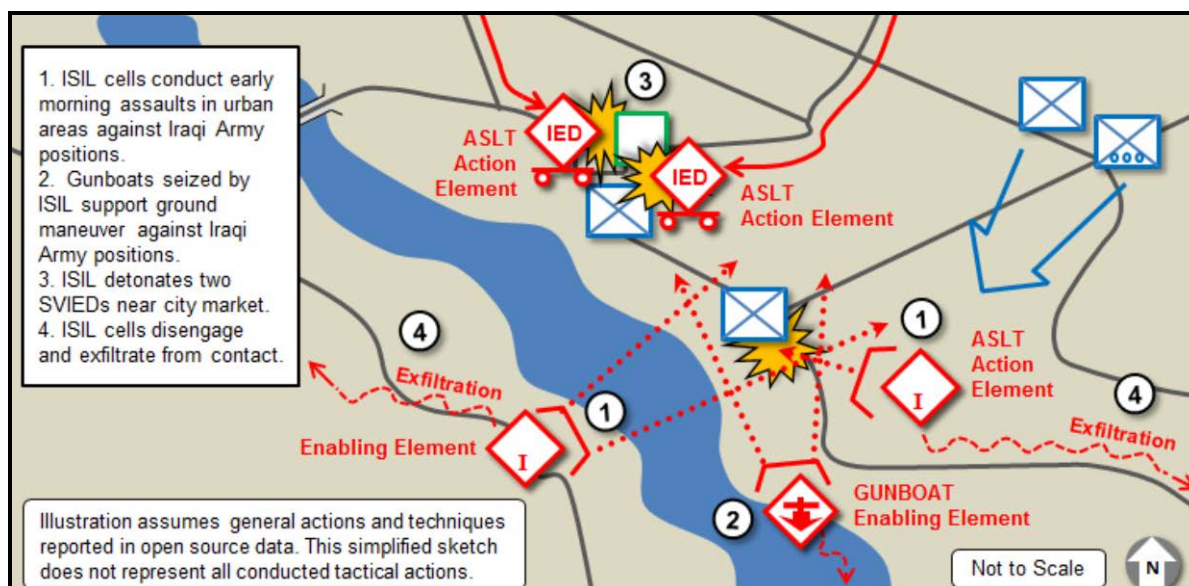 1. ISIL cells conduct early
morning assaults in urban
areas against Iraqi Army
positions.
2. Gunboats seized by
ISIL support ground
maneuver against Iraqi
Army positions.
3. ISIL detonates two
SVIEDs near city market.
4. ISIL cells disengage
and exfiltrate from contact.
3
IED
ASLT
Action
Element
IED
ASLT
Action Element
4
Exfiltration
1
Enabling Element
I
1
ASLT
Action
Element
I
4
Exfiltration
2
GUNBOAT
Enabling Element
Illustration assumes general actions and techniques
reported in open source data. This simplified sketch
does not represent all conducted tactical actions.
Not to Scale
N